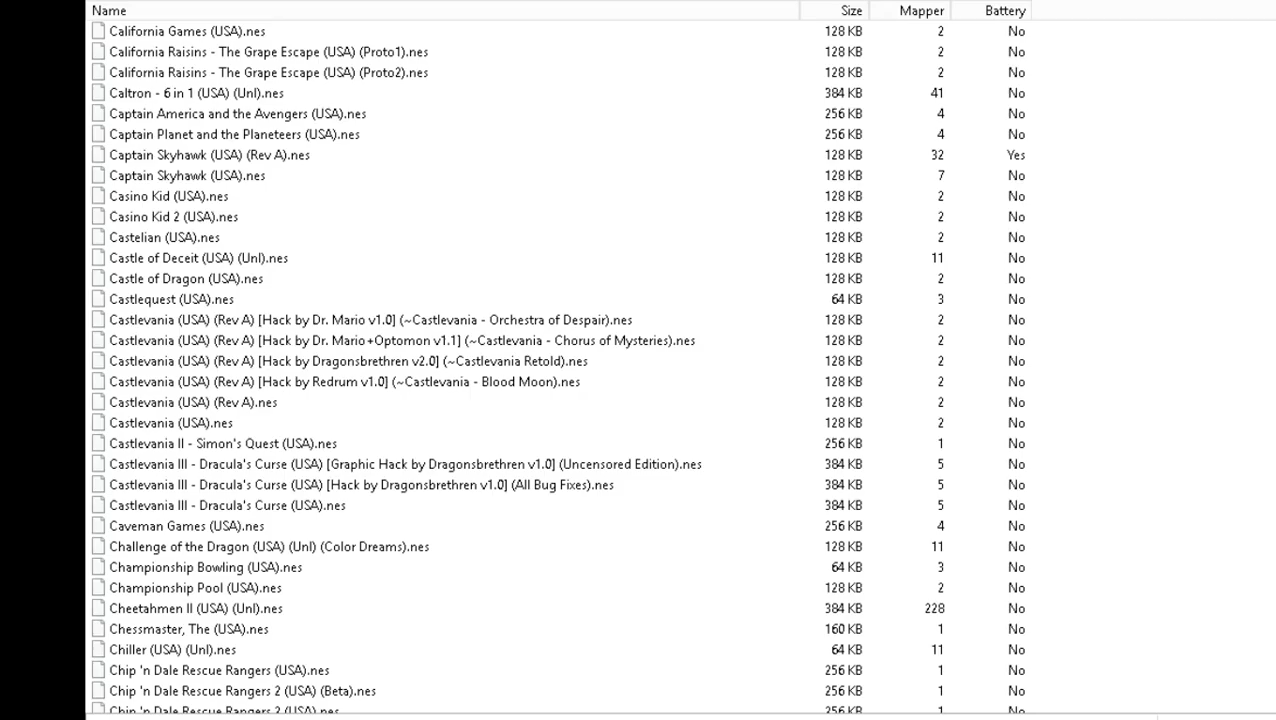 Name Size Mapper Battery
California Games (USA).nes 128 KB 2 No
California Raisins - The Grape Escape (USA) (Proto1).nes 128 KB 2 No
California Raisins - The Grape Escape (USA) (Proto2).nes 128 KB 2 No
Caltron - 6 in 1 (USA) (Unl).nes 384 KB 41 No
Captain America and the Avengers (USA).nes 256 KB 4 No
Captain Planet and the Planeteers (USA).nes 256 KB 4 No
Captain Skyhawk (USA) (Rev A).nes 128 KB 32 Yes
Captain Skyhawk (USA).nes 128 KB 7 No
Casino Kid (USA).nes 128 KB 2 No
Casino Kid 2 (USA).nes 128 KB 2 No
Castelian (USA).nes 128 KB 2 No
Castle of Deceit (USA) (Unl).nes 128 KB 11 No
Castle of Dragon (USA).nes 128 KB 2 No
Castlequest (USA).nes 64 KB 3 No
Castlevania (USA) (Rev A) [Hack by Dr. Mario v1.0] (~Castlevania - Orchestra of Despair).nes 128 KB 2 No
Castlevania (USA) (Rev A) [Hack by Dr. Mario+Optomon v1.1] (~Castlevania - Chorus of Mysteries).nes 128 KB 2 No
Castlevania (USA) (Rev A) [Hack by Dragonsbrethren v2.0] (~Castlevania Retold).nes 128 KB 2 No
Castlevania (USA) (Rev A) [Hack by Redrum v1.0] (~Castlevania - Blood Moon).nes 128 KB 2 No
Castlevania (USA) (Rev A).nes 128 KB 2 No
Castlevania (USA).nes 128 KB 2 No
Castlevania II - Simon's Quest (USA).nes 256 KB 1 No
Castlevania III - Dracula's Curse (USA) [Graphic Hack by Dragonsbrethren v1.0] (Uncensored Edition).nes 384 KB 5 No
Castlevania III - Dracula's Curse (USA) [Hack by Dragonsbrethren v1.0] (All Bug Fixes).nes 384 KB 5 No
Castlevania III - Dracula's Curse (USA).nes 384 KB 5 No
Caveman Games (USA).nes 256 KB 4 No
Challenge of the Dragon (USA) (Unl) (Color Dreams).nes 128 KB 11 No
Championship Bowling (USA).nes 64 KB 3 No
Championship Pool (USA).nes 128 KB 2 No
Cheetahmen II (USA) (Unl).nes 384 KB 228 No
Chessmaster, The (USA).nes 160 KB 1 No
Chiller (USA) (Unl).nes 64 KB 11 No
Chip 'n Dale Rescue Rangers (USA).nes 256 KB 1 No
Chip 'n Dale Rescue Rangers 2 (USA) (Beta).nes 256 KB 1 No
Chip 'n Dale Rescue Rangers 2 (USA).nes 256 KB 1 No